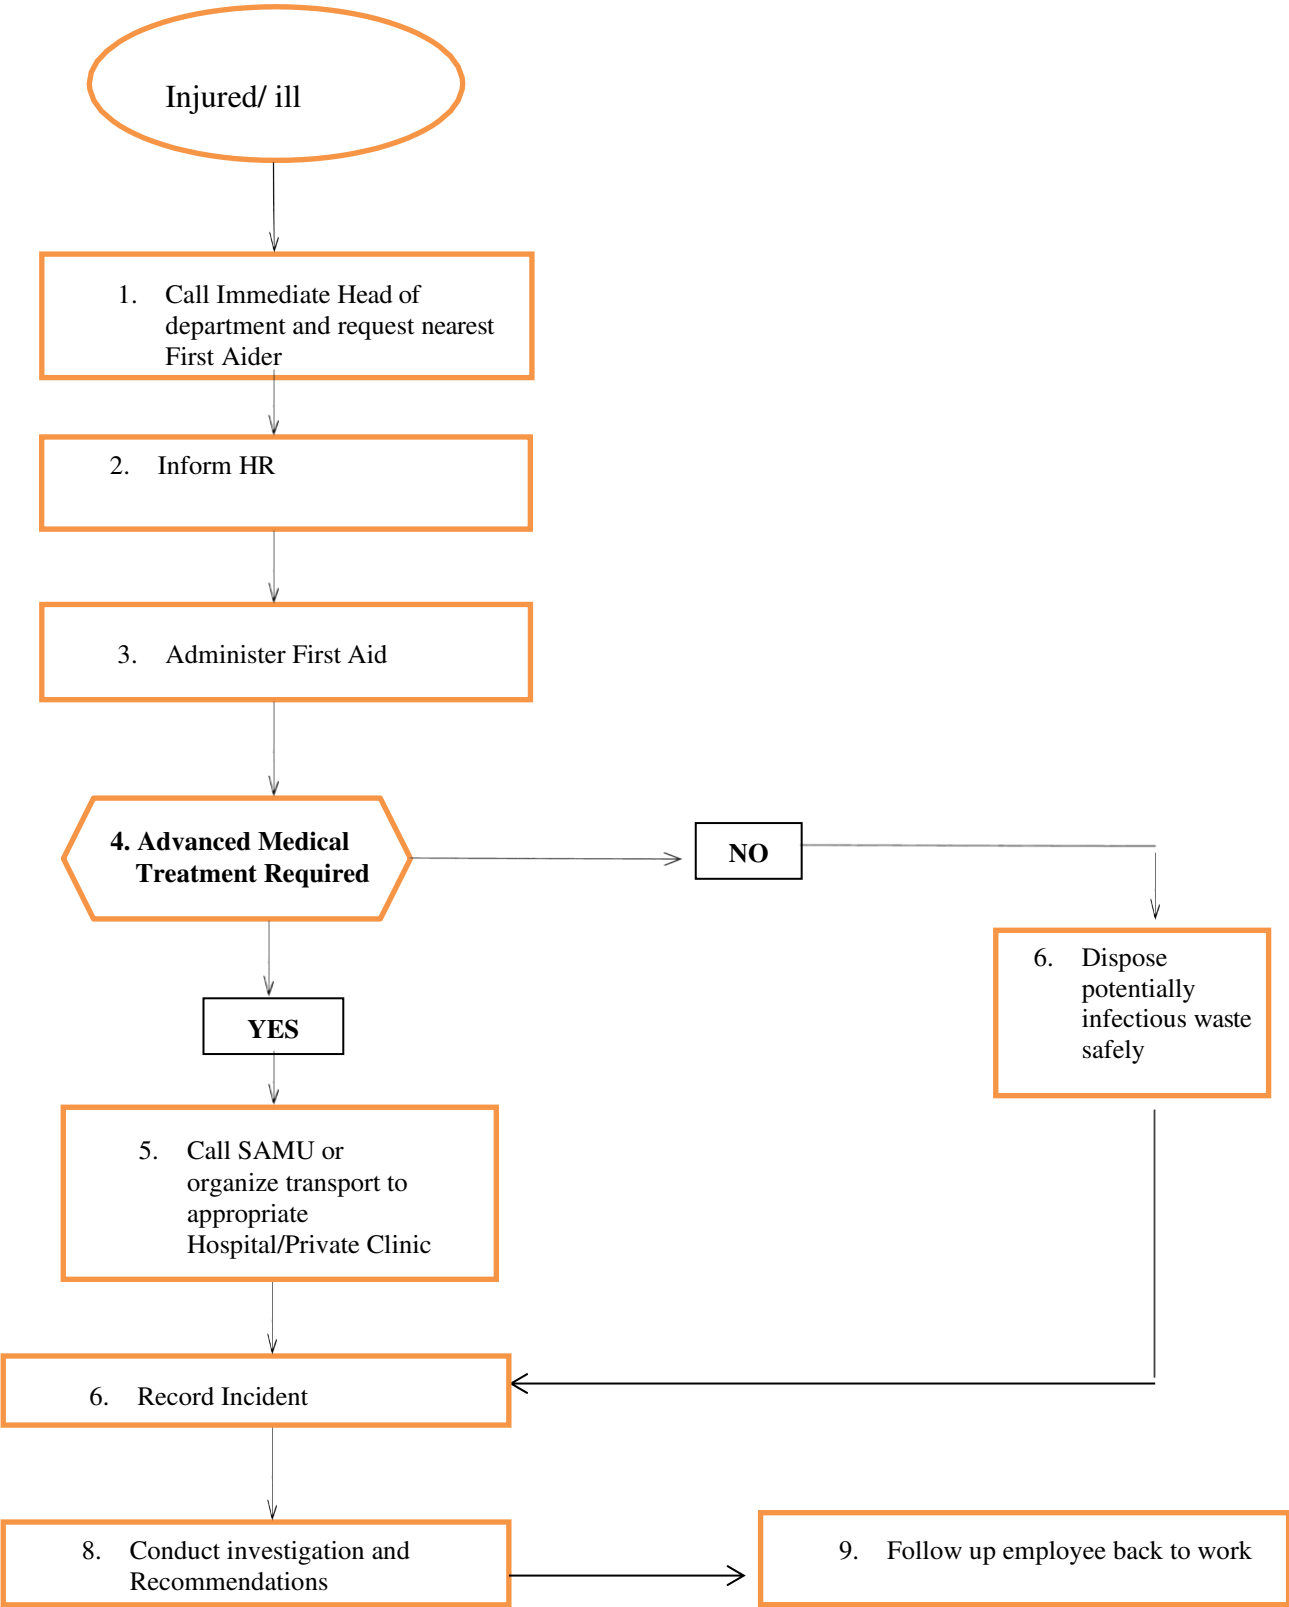 Injured/ ill
1. Call Immediate Head of
department and request nearest
First Aider
2. Inform HR
3. Administer First Aid
4. Advanced Medical
Treatment Required
NO
YES
6. Dispose
potentially
infectious waste
safely
5. Call SAMU or
organize transport to
appropriate
Hospital/Private Clinic
6. Record Incident
8. Conduct investigation and
Recommendations
9. Follow up employee back to work